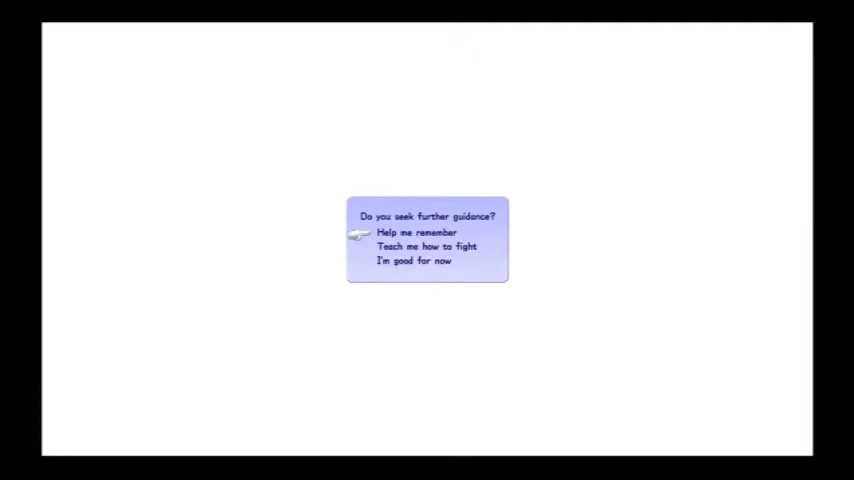 Do you seek further guidance?
Help me remember
Teach me how to fight
I'm good for now